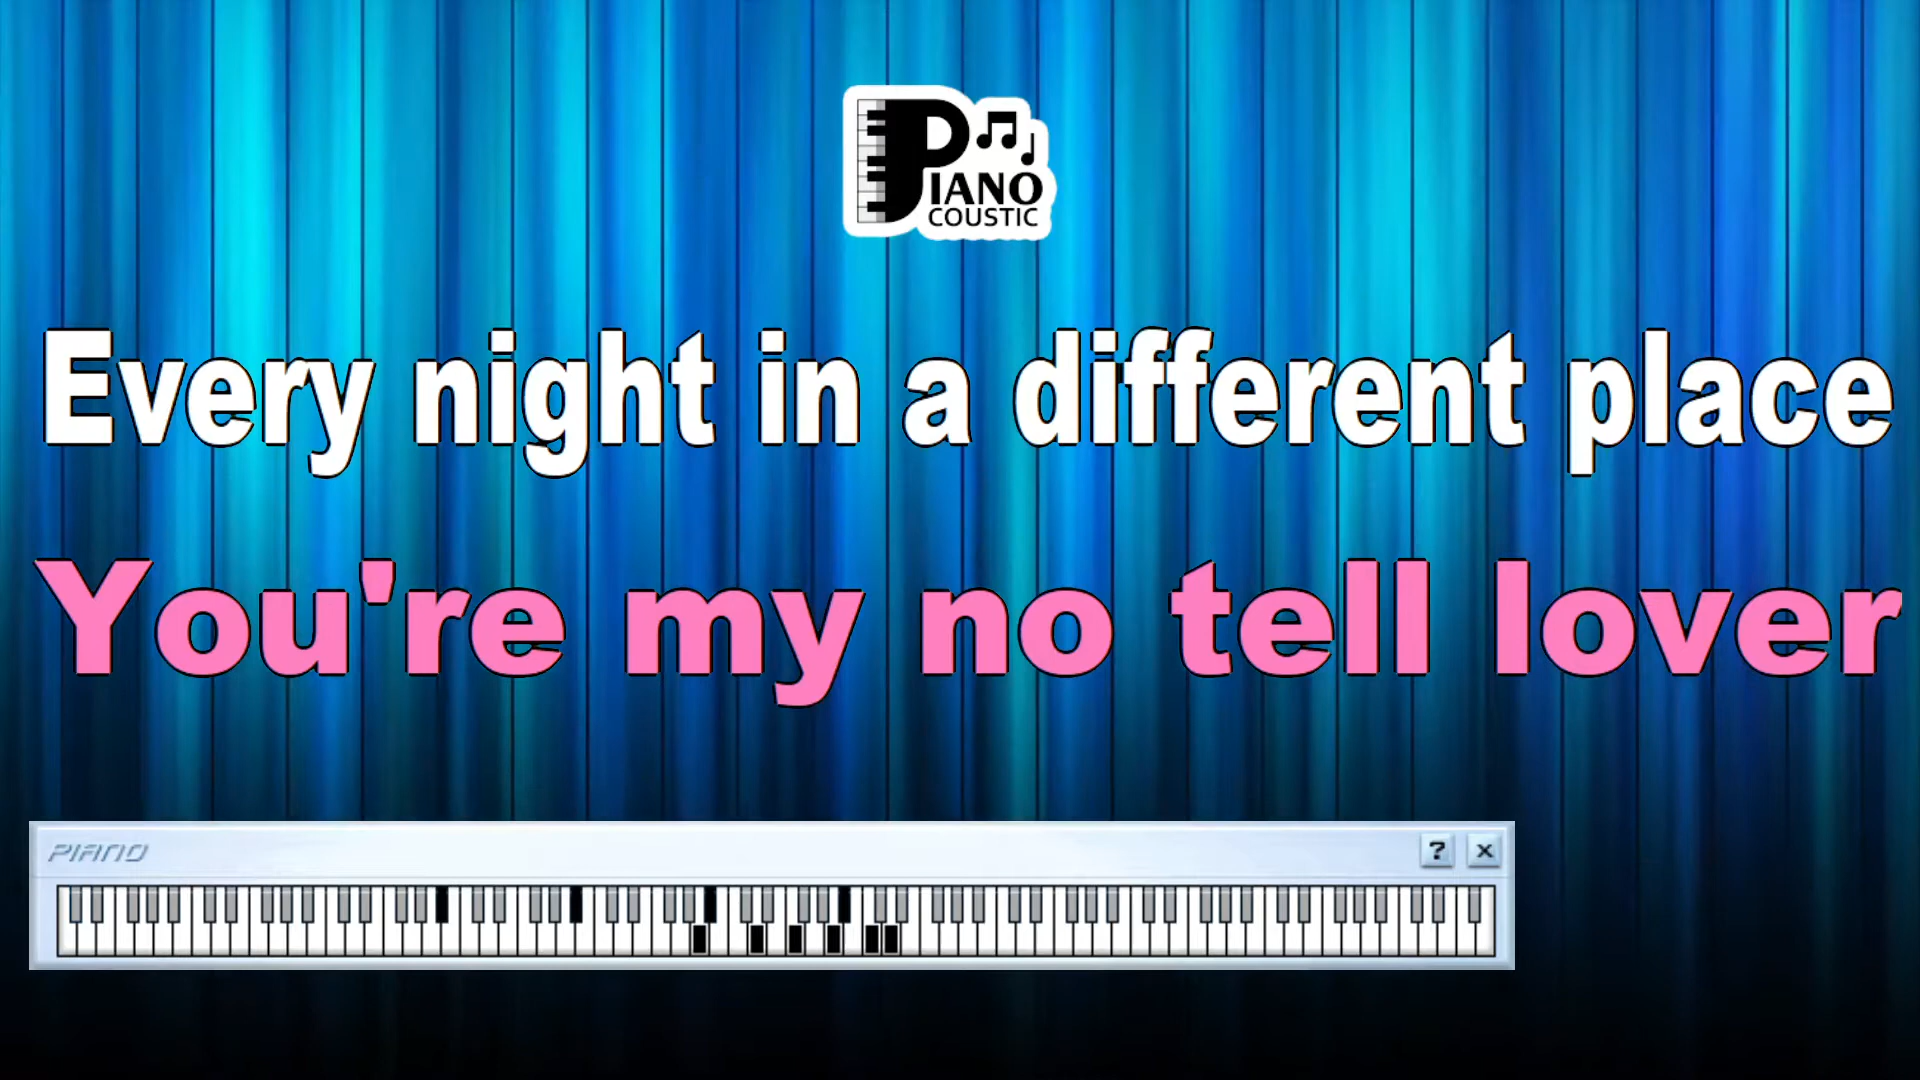 PIANO
COUSTIC
Every night in a different place
You're my no tell lover
PIANO
? x